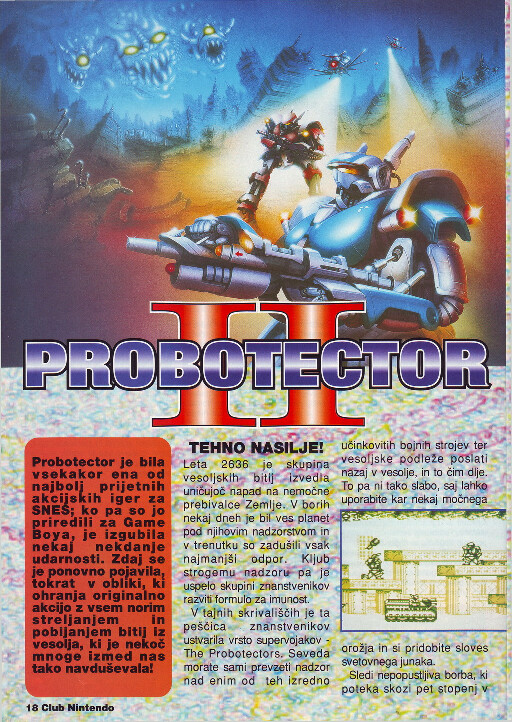 II
PROBOTECTOR
Probotector je bila
vsekakor ena od
najbolj prijetnih
akcijskih iger za
SNES; ko pa so jo
priredili za Game
Boya, je izgubila
nekaj nekdanje
udarnosti. Zdaj se
je ponovno pojavila,
tokrat v obliki, ki
ohranja originalno
akcijo z vsem norim
streljanjem in
pobijanjem bitij iz
vesolja, ki je nekoč
mnoge izmed nas
tako navduševala!
TEHNO NASILJE!
Leta 2636 je skupina
vesoljskih bitij izvedla
uničujoč napad na nemočne
prebivalce Zemlje. V borih
nekaj dneh je bil ves planet
pod njihovim nadzorstvom in
v trenutku so zadušili vsak
najmanjši odpor. Kljub
strogemu nadzoru pa je
uspelo skupini znanstvenikov
razviti formulo za imunost.
V tajnih skrivališčih je ta
peščica znanstvenikov
ustvarila vrsto supervojakov -
The Probotectors. Seveda
morate sami prevzeti nadzor
nad enim od teh izredno
učinkovitih bojnih strojev ter
vesoljske podleže poslati
nazaj v vesolje, in to čim dlje.
To pa ni tako slabo, saj lahko
uporabite kar nekaj močnega
orožja in si pridobite sloves
svetovnega junaka.
Sledi nepopustljiva borba, ki
poteka skozi pet stopenj v
18 Club Nintendo